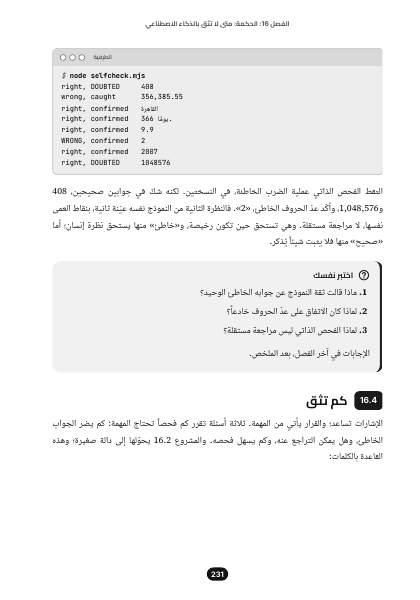 الفصل 16: الحكمة: متى لا تثق بالذكاء الاصطناعي
الطرفية
$ node selfcheck.mjs
right, DOUBTED 408
wrong, caught 356,385.55
right, confirmed القاهرة
right, confirmed 366 يومًا.
right, confirmed 9.9
WRONG, confirmed 2
right, confirmed 2007
right, DOUBTED 1048576
التقط الفحص الذاتي عملية الضرب الخاطئة، في النسختين. لكنه شكّ في جوابين صحيحين، 408
و1,048,576، وأكّد عدّ الحروف الخاطئ، «2». فالنظرة الثانية من النموذج نفسه عيّنة ثانية، بنقاط العمى
نفسها، لا مراجعة مستقلة. وهي تستحق حين تكون رخيصة، و«خاطئ» منها يستحق نظرة إنسان؛ أما
«صحيح» منها فلا يثبت شيئاً يُذكر.
اختبر نفسك
1. ماذا قالت ثقة النموذج عن جوابه الخاطئ الوحيد؟
2. لماذا كان الاتفاق على عدّ الحروف خادعاً؟
3. لماذا الفحص الذاتي ليس مراجعة مستقلة؟
الإجابات في آخر الفصل، بعد الملخص.
16.4 كم تثق
الإشارات تساعد؛ والقرار يأتي من المهمة. ثلاثة أسئلة تقرر كم فحصاً تحتاج المهمة: كم يضر الجواب
الخاطئ، وهل يمكن التراجع عنه، وكم يسهل فحصه. والمشروع 16.2 يحوّلها إلى دالة صغيرة؛ وهذه
القاعدة بالكلمات:
231